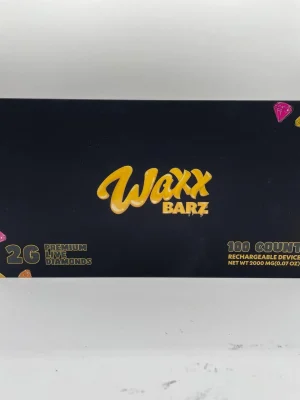 Waxx
BARZ
2G
PREMIUM
LIVE
DIAMONDS
100 COUNT
RECHARGEABLE DEVICE
NET WT 2000 MG(0.07 OZ)